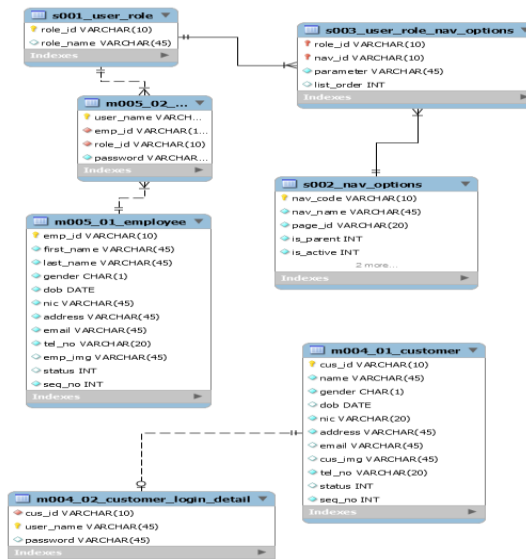 s001_user_role
role_id VARCHAR(10)
role_name VARCHAR(45)
Indexes
s003_user_role_nav_options
role_id VARCHAR(10)
nav_id VARCHAR(10)
parameter VARCHAR(45)
list_order INT
Indexes
m005_02_...
user_name VARCH...
emp_id VARCHAR(1...
role_id VARCHAR(10)
password VARCHAR...
Indexes
s002_nav_options
nav_code VARCHAR(10)
nav_name VARCHAR(45)
page_id VARCHAR(20)
is_parent INT
is_active INT
2 more...
Indexes
m005_01_employee
emp_id VARCHAR(10)
first_name VARCHAR(45)
last_name VARCHAR(45)
gender CHAR(1)
dob DATE
nic VARCHAR(45)
address VARCHAR(45)
email VARCHAR(45)
tel_no VARCHAR(20)
emp_img VARCHAR(45)
status INT
seq_no INT
Indexes
m004_01_customer
cus_id VARCHAR(10)
name VARCHAR(45)
gender CHAR(1)
dob DATE
nic VARCHAR(20)
address VARCHAR(45)
email VARCHAR(45)
cus_img VARCHAR(45)
tel_no VARCHAR(20)
status INT
seq_no INT
Indexes
m004_02_customer_login_detail
cus_id VARCHAR(10)
user_name VARCHAR(45)
password VARCHAR(45)
Indexes